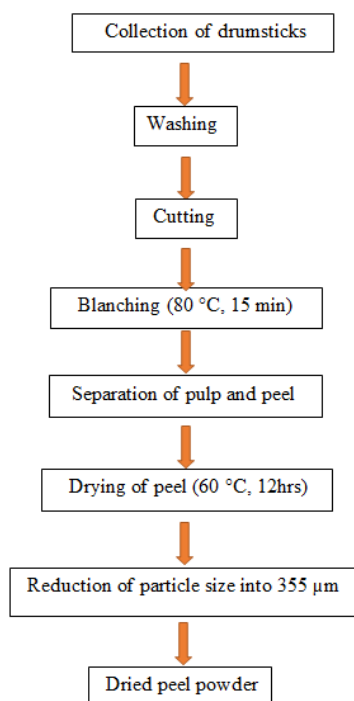 Collection of drumsticks
Washing
Cutting
Blanching (80 °C, 15 min)
Separation of pulp and peel
Drying of peel (60 °C, 12hrs)
Reduction of particle size into 355 µm
Dried peel powder